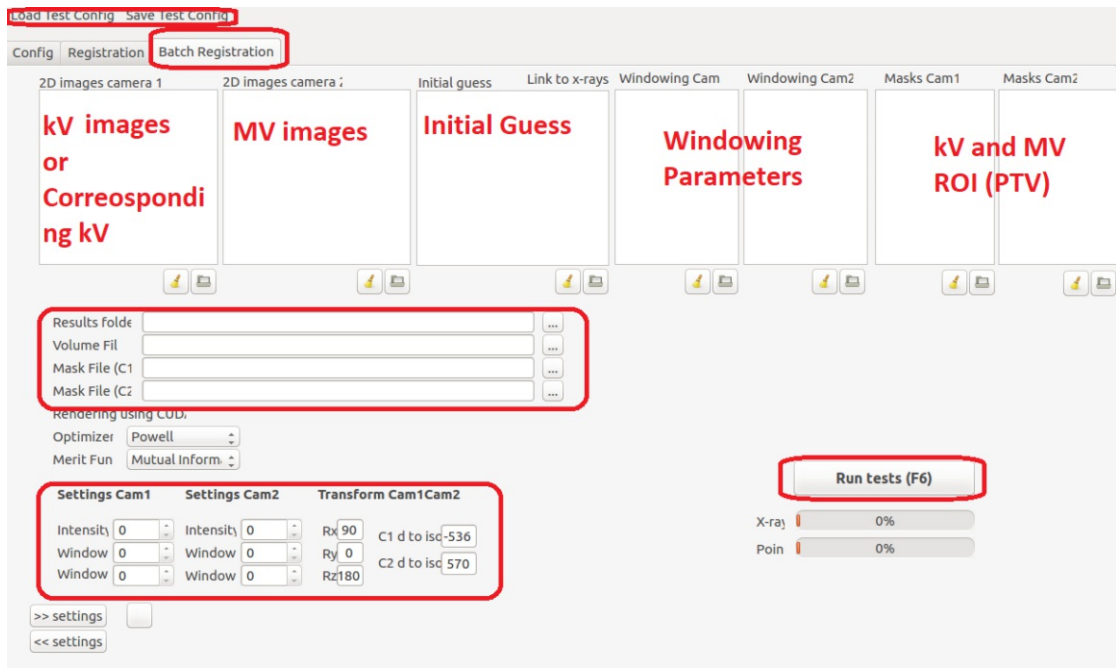 Load Test Config Save Test Config
Config Registration Batch Registration
2D images camera 1 2D images camera 2 Initial guess Link to x-rays Windowing Cam Windowing Cam2 Masks Cam1 Masks Cam2
kV images
or
Correospondi
ng kV
MV images
Initial Guess
Windowing
Parameters
kV and MV
ROI (PTV)
Results folde
...
Volume Fil
...
Mask File (C1
...
Mask File (C2
...
Rendering using CUD
Optimizer Powell
Merit Fun Mutual Inform
Settings Cam1 Settings Cam2 Transform Cam1Cam2
Intensity 0 Intensity 0 Rx 90 C1 d to iso -536
Window 0 Window 0 Ry 0 C2 d to iso 570
Window 0 Window 0 Rz 180
Run tests (F6)
X-ray 0%
Poin 0%
>> settings
<< settings